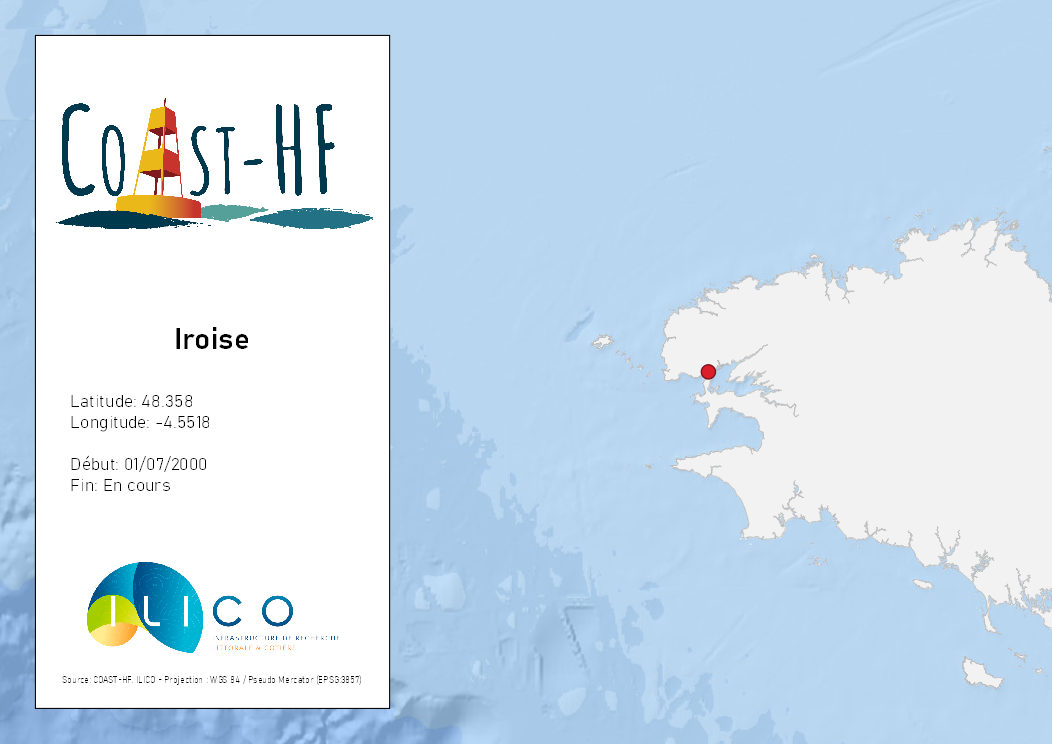 COAST-HF
Iroise
Latitude: 48.358
Longitude: -4.5518
Début: 01/07/2000
Fin: En cours
ILICO
INFRASTRUCTURE DE RECHERCHE
LITTORALE & CÔTIÈRE
Source: COAST-HF, ILICO - Projection : WGS 84 / Pseudo Mercator (EPSG:3857)